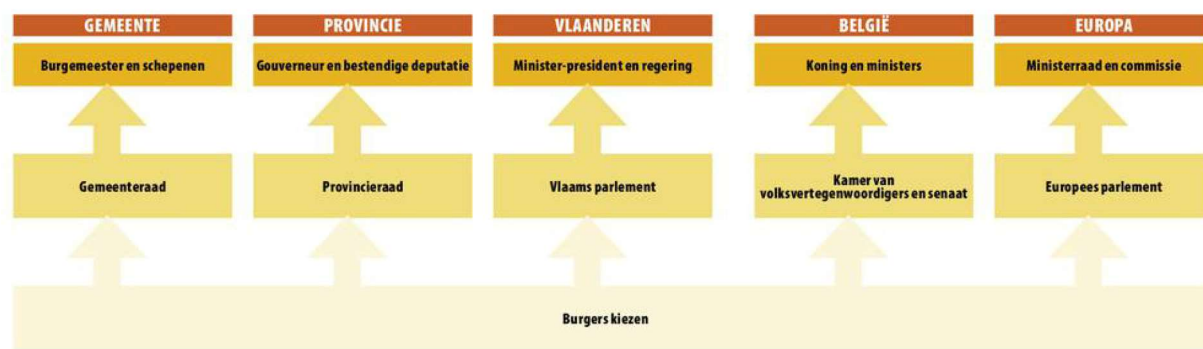 GEMEENTE
PROVINCIE
VLAANDEREN
BELGIË
EUROPA
Burgemeester en schepenen
Gouverneur en bestendige deputatie
Minister-president en regering
Koning en ministers
Ministerraad en commissie
Gemeenteraad
Provincieraad
Vlaams parlement
Kamer van
volksvertegenwoordigers en senaat
Europees parlement
Burgers kiezen